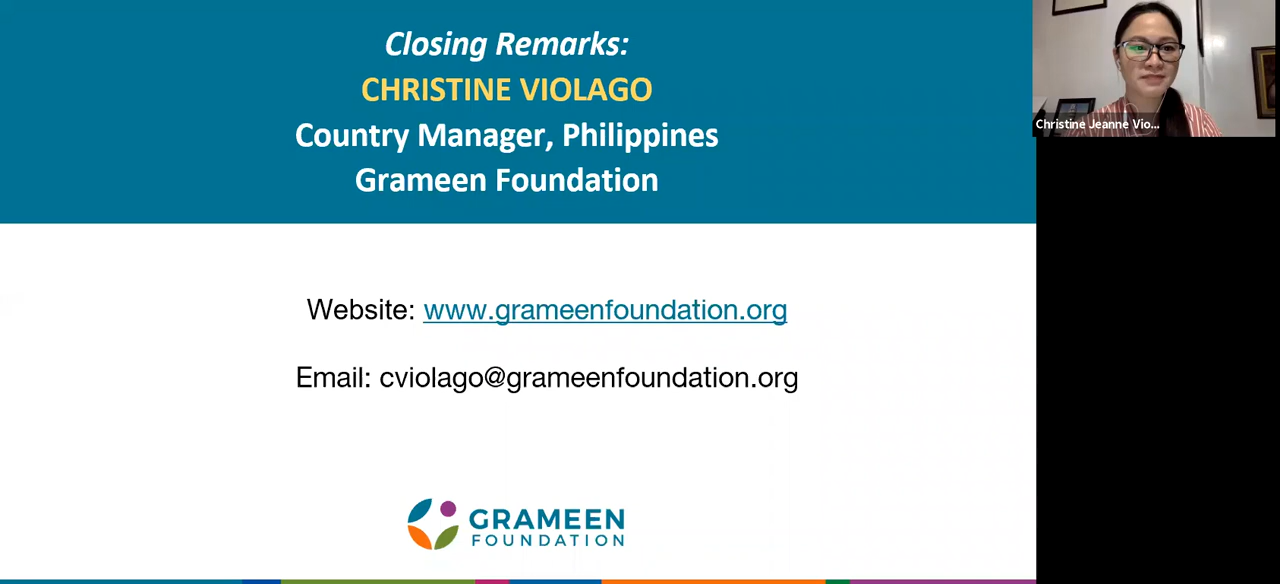 Closing Remarks:
CHRISTINE VIOLAGO
Country Manager, Philippines
Grameen Foundation
Christine Jeanne Vio...
Website: www.grameenfoundation.org
Email: cviolago@grameenfoundation.org
GRAMEEN
FOUNDATION